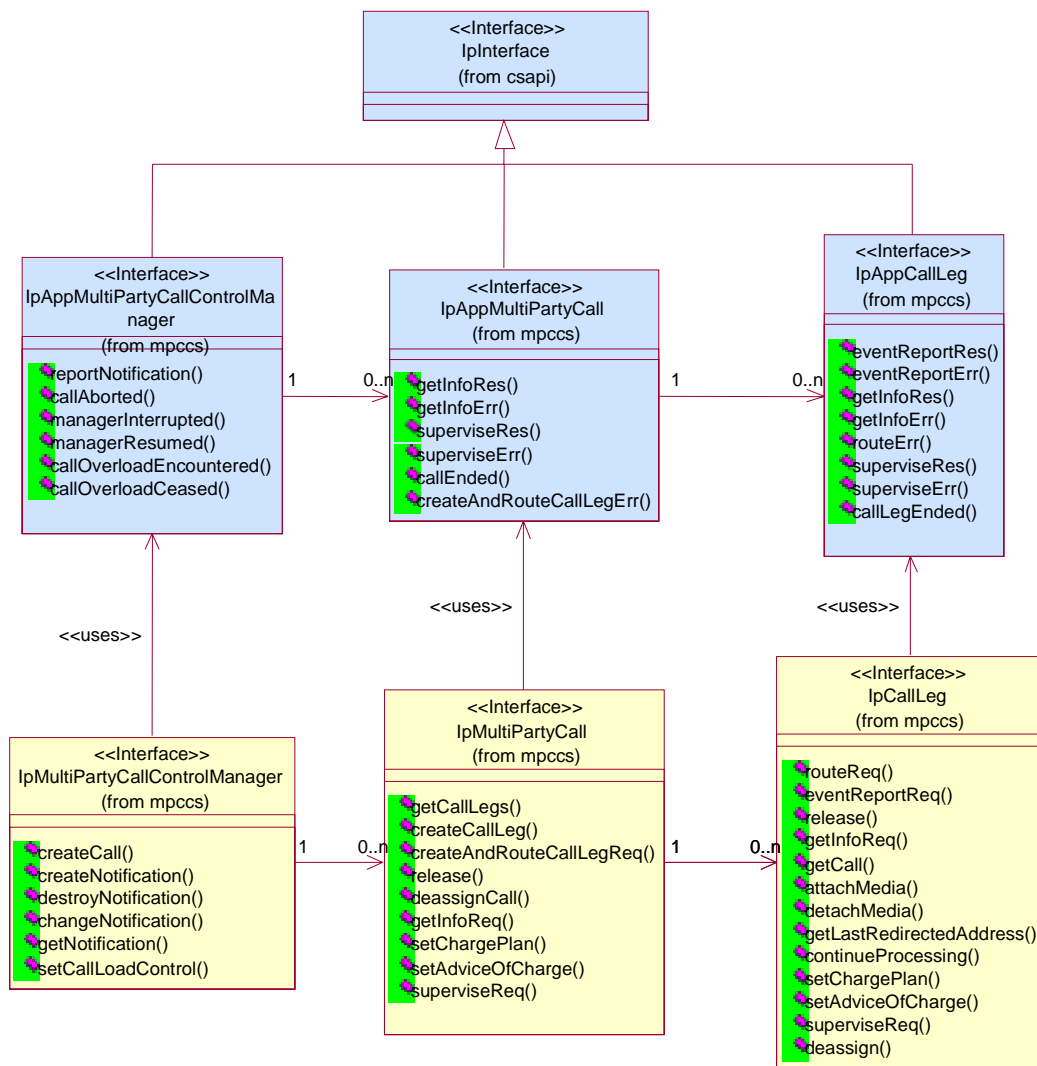 <<Interface>>
IpInterface
(from csapi)
<<Interface>>
IpAppMultiPartyCallControlMa
nager
(from mpccs)
reportNotification()
callAborted()
managerInterrupted()
managerResumed()
callOverloadEncountered()
callOverloadCeased()
1
0..n
<<Interface>>
IpAppMultiPartyCall
(from mpccs)
getInfoRes()
getInfoErr()
superviseRes()
superviseErr()
callEnded()
createAndRouteCallLegErr()
1
0..n
<<Interface>>
IpAppCallLeg
(from mpccs)
eventReportRes()
eventReportErr()
getInfoRes()
getInfoErr()
routeErr()
superviseRes()
superviseErr()
callLegEnded()
<<uses>>
<<uses>>
<<uses>>
<<Interface>>
IpMultiPartyCallControlManager
(from mpccs)
createCall()
createNotification()
destroyNotification()
changeNotification()
getNotification()
setCallLoadControl()
1
0..n
<<Interface>>
IpMultiPartyCall
(from mpccs)
getCallLegs()
createCallLeg()
createAndRouteCallLegReq()
release()
deassignCall()
getInfoReq()
setChargePlan()
setAdviceOfCharge()
superviseReq()
1
0..n
<<Interface>>
IpCallLeg
(from mpccs)
routeReq()
eventReportReq()
release()
getInfoReq()
getCall()
attachMedia()
detachMedia()
getLastRedirectedAddress()
continueProcessing()
setChargePlan()
setAdviceOfCharge()
superviseReq()
deassign()